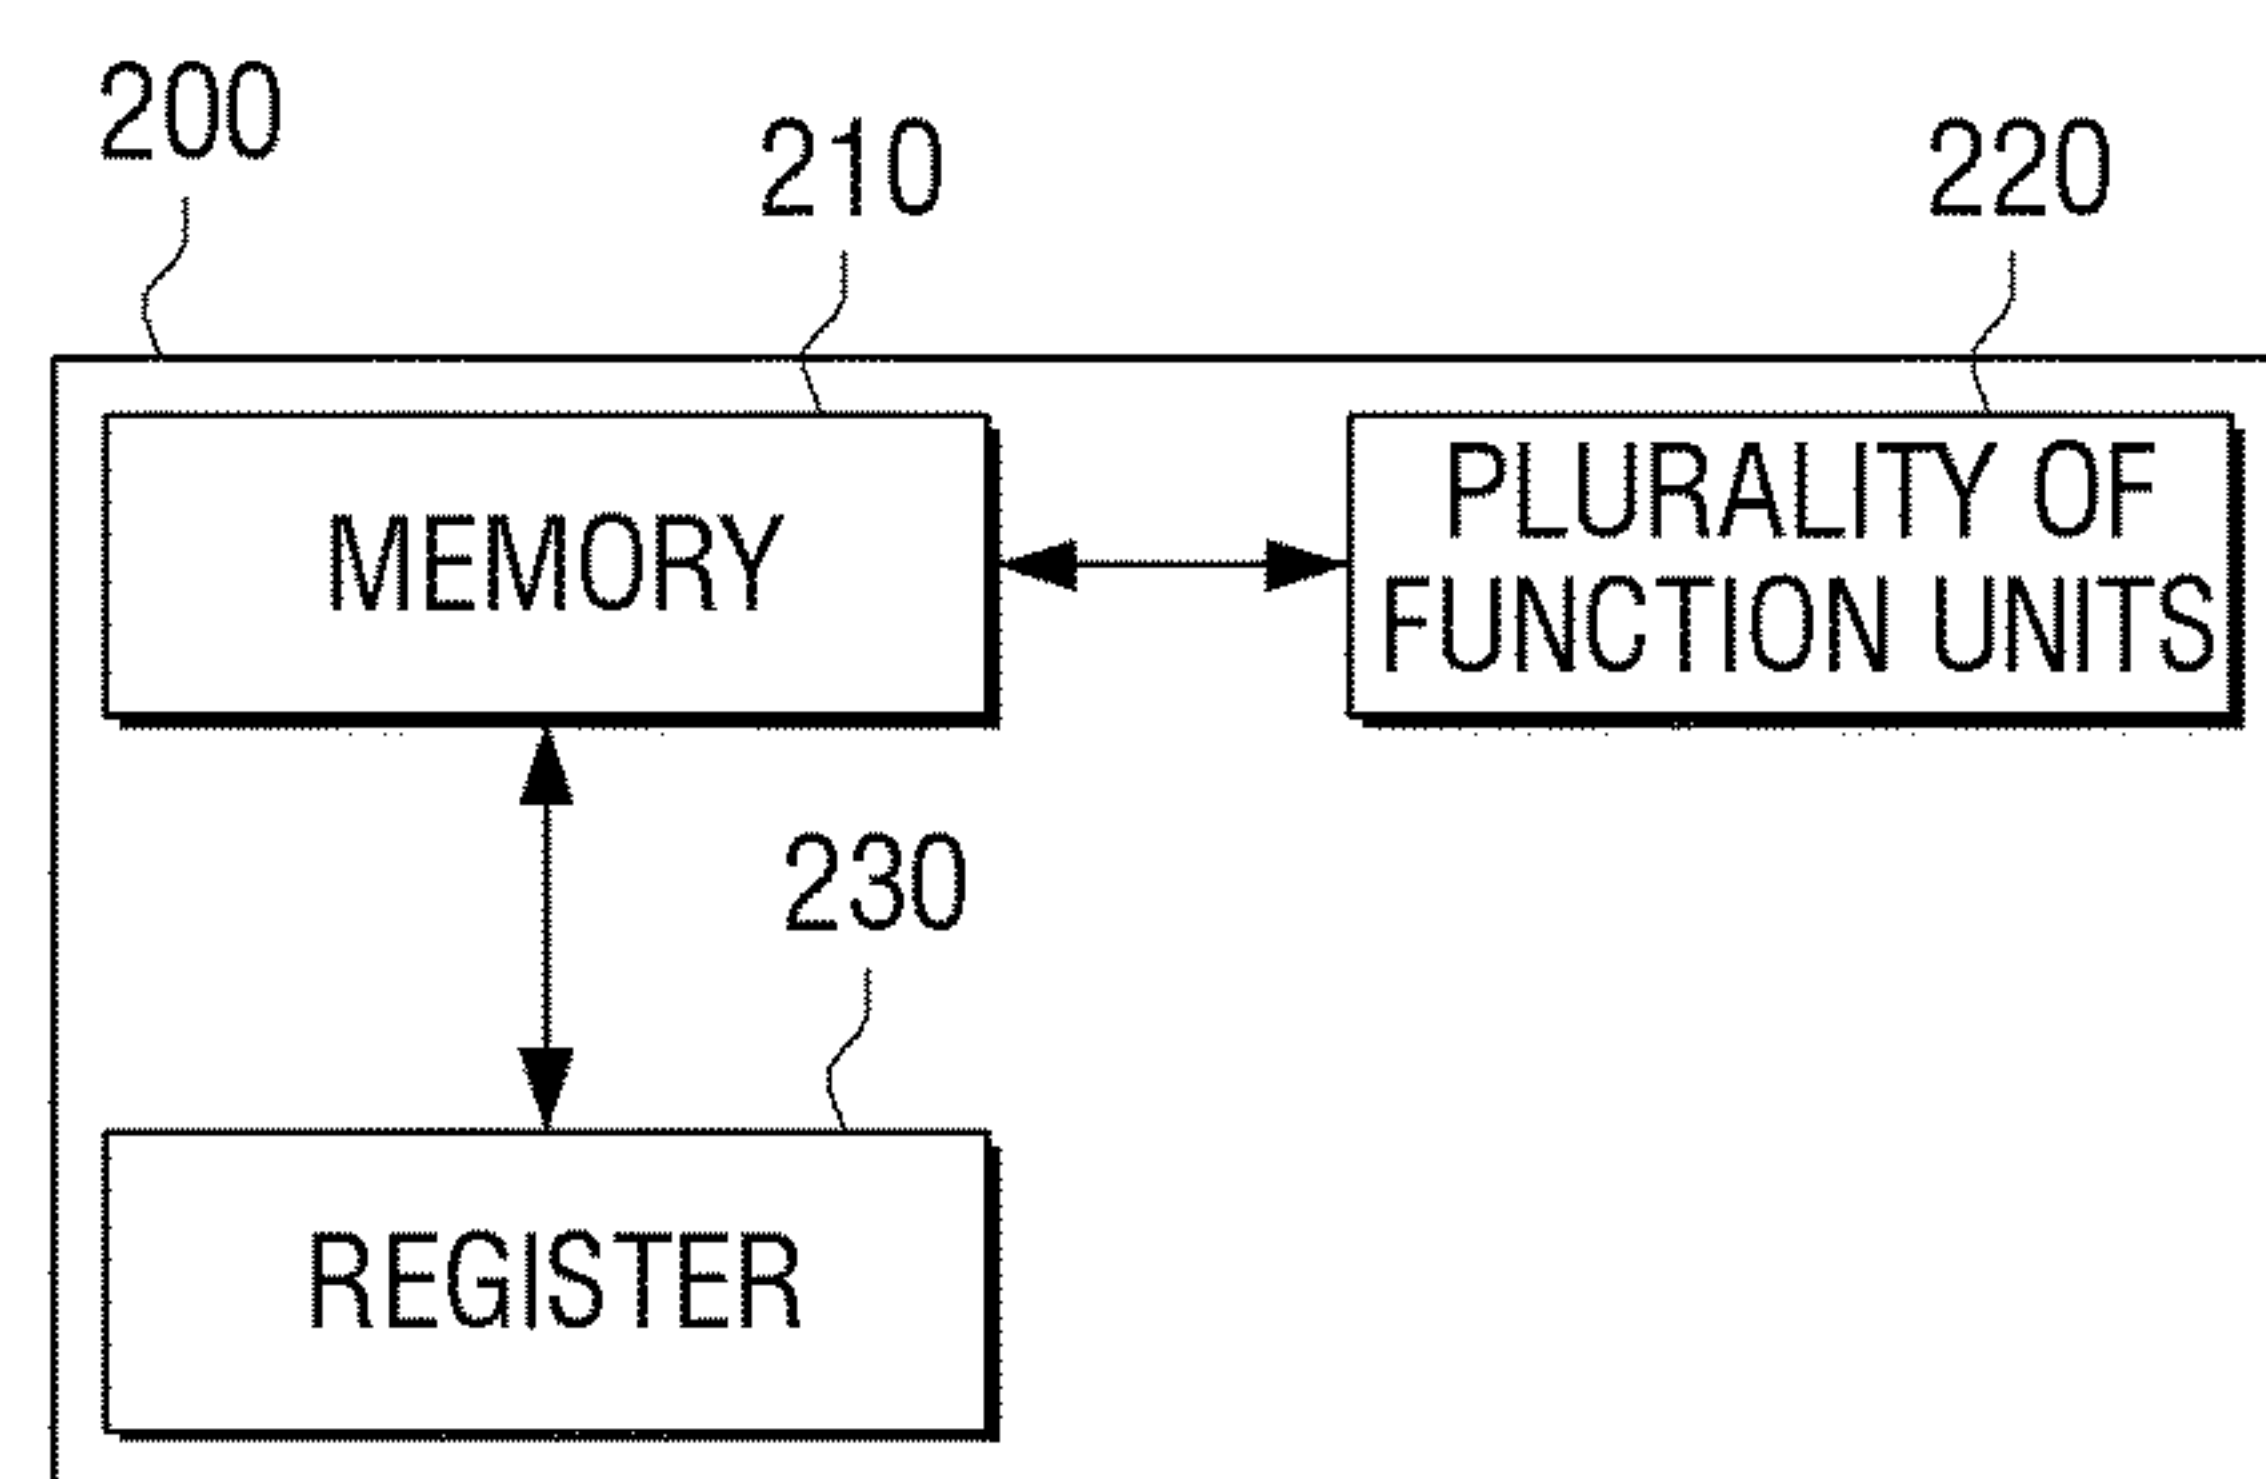 200
210
220
MEMORY
PLURALITY OF
FUNCTION UNITS
230
REGISTER